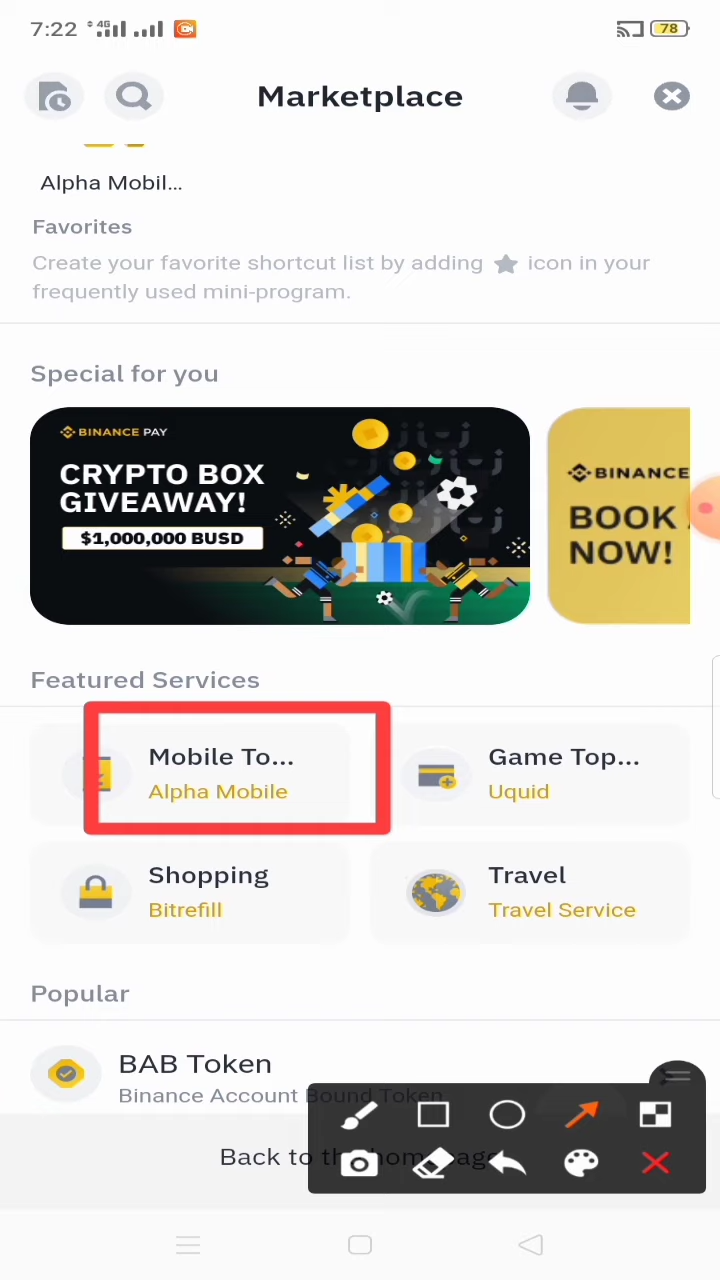 7:22
4G
78
Marketplace
Alpha Mobil...
Favorites
Create your favorite shortcut list by adding ★ icon in your
frequently used mini-program.
Special for you
BINANCE PAY
CRYPTO BOX
GIVEAWAY!
$1,000,000 BUSD
BINANCE
BOOK
NOW!
Featured Services
Mobile To...
Alpha Mobile
Game Top...
Uquid
Shopping
Bitrefill
Travel
Travel Service
Popular
BAB Token
Binance Account Bound Token
Back to the homepage